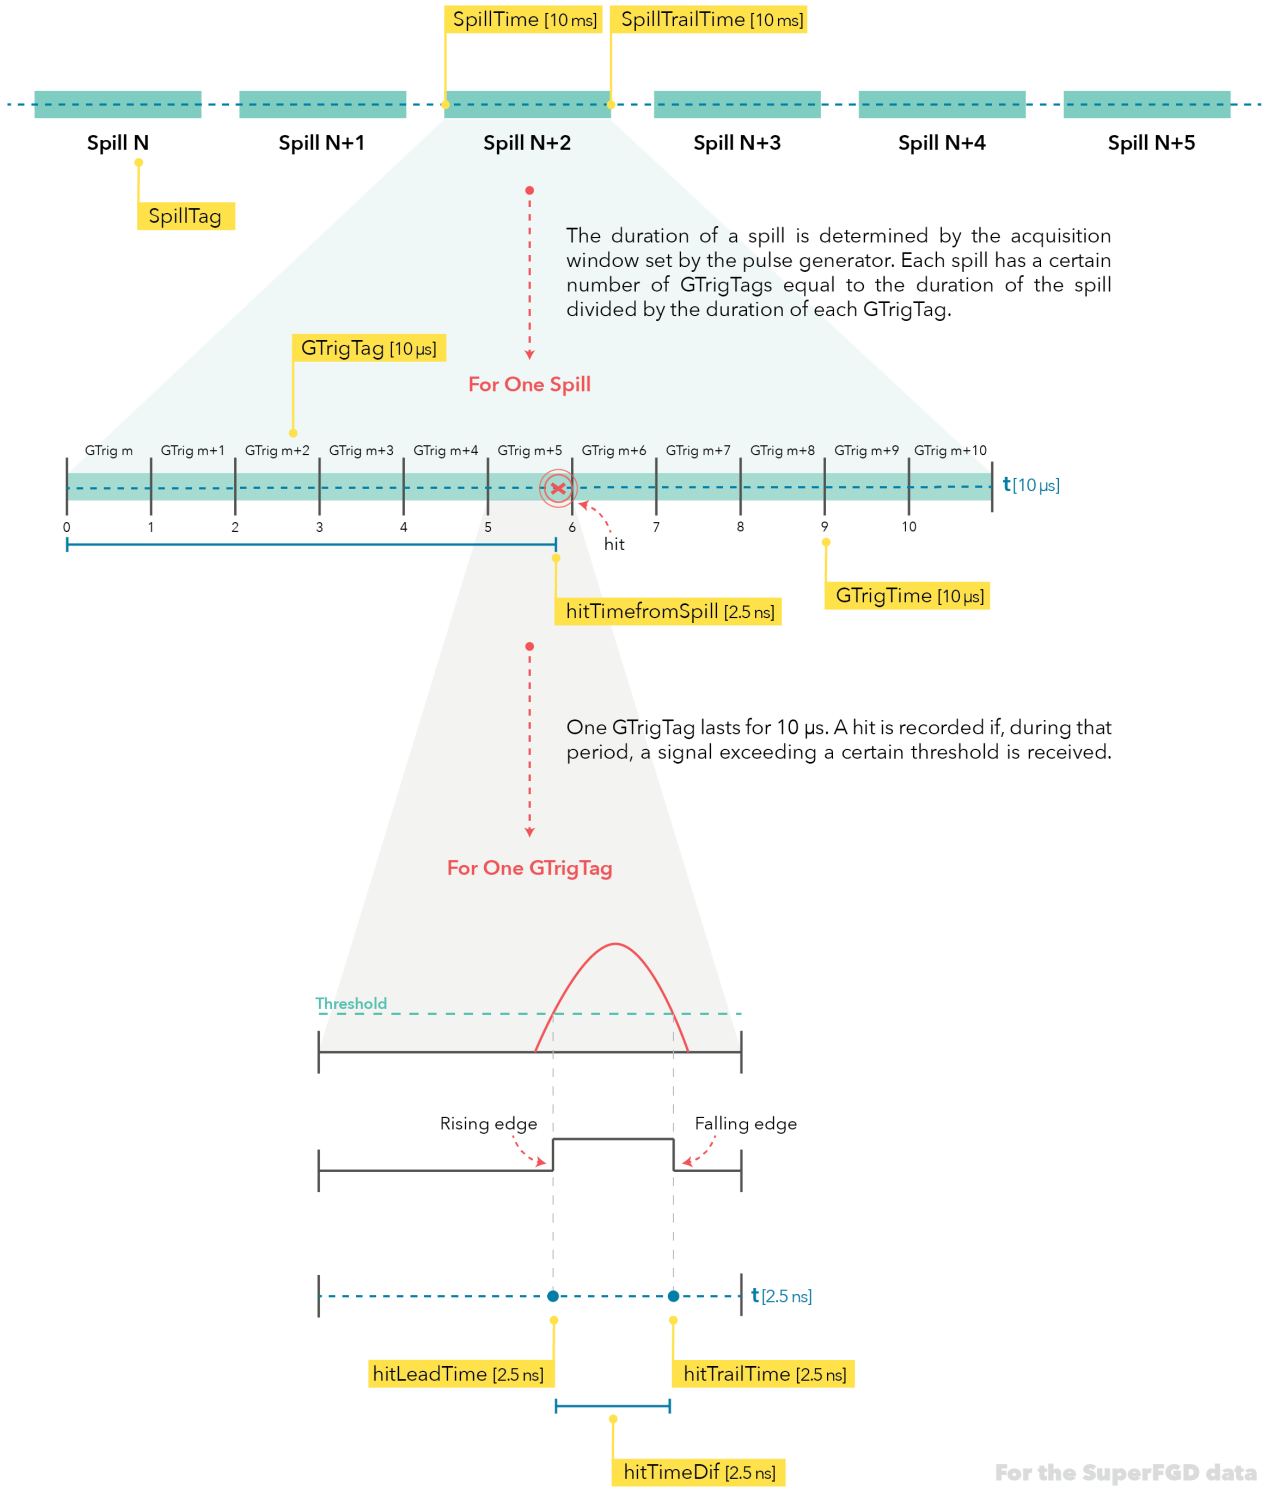 SpillTime [10 ms]
SpillTrailTime [10 ms]
Spill N
Spill N+1
Spill N+2
Spill N+3
Spill N+4
Spill N+5
SpillTag
The duration of a spill is determined by the acquisition
window set by the pulse generator. Each spill has a certain
number of GTrigTags equal to the duration of the spill
divided by the duration of each GTrigTag.
GTrigTag [10 µs]
For One Spill
GTrig m
GTrig m+1
GTrig m+2
GTrig m+3
GTrig m+4
GTrig m+5
GTrig m+6
GTrig m+7
GTrig m+8
GTrig m+9
GTrig m+10
t [10 µs]
0
1
2
3
4
5
6
7
8
9
10
hit
GTrigTime [10 µs]
hitTimefromSpill [2.5 ns]
One GTrigTag lasts for 10 µs. A hit is recorded if, during that
period, a signal exceeding a certain threshold is received.
For One GTrigTag
Threshold
Rising edge
Falling edge
t [2.5 ns]
hitLeadTime [2.5 ns]
hitTrailTime [2.5 ns]
hitTimeDif [2.5 ns]
For the SuperFGD data